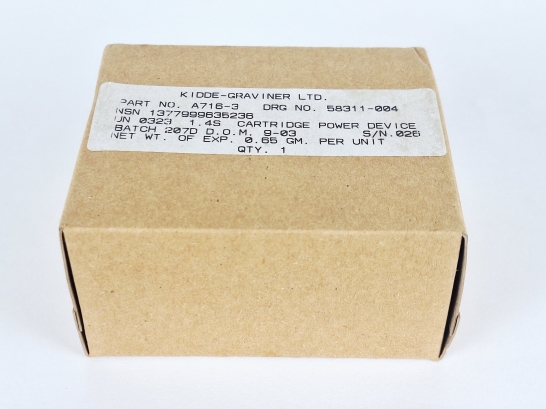 KIDDE-GRAVINER LTD.
PART NO. A716-3 DRG NO. 58311-004
NSN 1377999635236
UN 0323 1.4S CARTRIDGE POWER DEVICE
BATCH 207D D.O.M. 9-03 S/N.026
NET WT. OF EXP. 0.65 GM. PER UNIT
QTY. 1